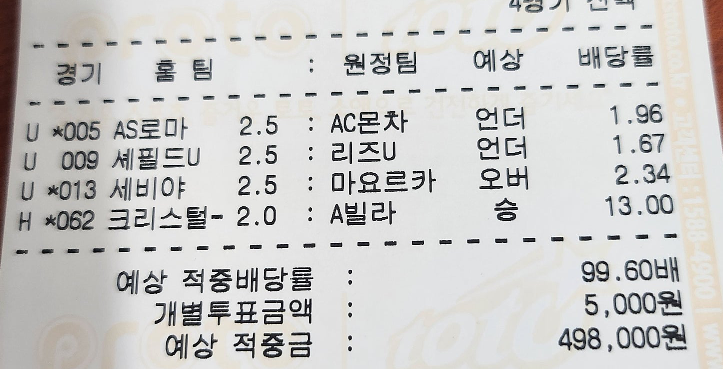 4경기 선택
경기 홈 팀 : 원정팀 예상 배당률
U *005 AS로마 2.5 : AC몬차 언더 1.96
U 009 셰필드U 2.5 : 리즈U 언더 1.67
U *013 세비야 2.5 : 마요르카 오버 2.34
H *062 크리스털- 2.0 : A빌라 승 13.00
예상 적중배당률 : 99.60배
개별투표금액 : 5,000원
예상 적중금 : 498,000원